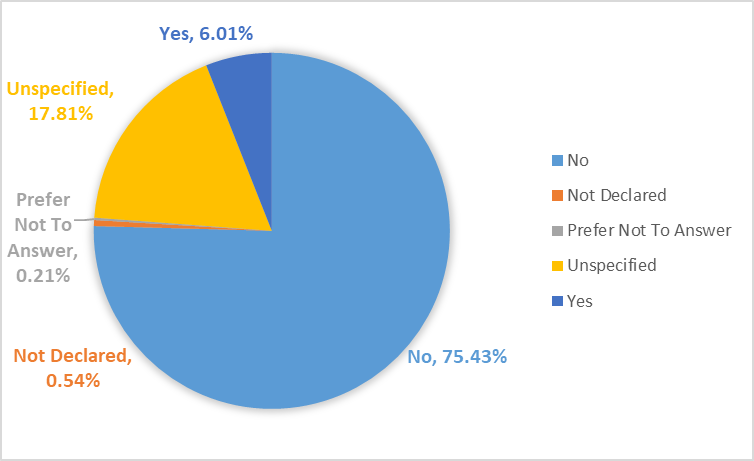 Yes, 6.01%
Unspecified,
17.81%
Prefer
Not To
Answer,
0.21%
Not Declared,
0.54%
No, 75.43%
No
Not Declared
Prefer Not To Answer
Unspecified
Yes